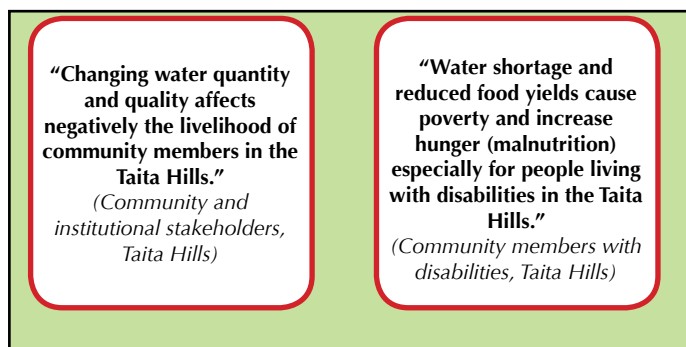 “Changing water quantity
and quality affects
negatively the livelihood of
community members in the
Taita Hills.”
(Community and
institutional stakeholders,
Taita Hills)
“Water shortage and
reduced food yields cause
poverty and increase
hunger (malnutrition)
especially for people living
with disabilities in the Taita
Hills.”
(Community members with
disabilities, Taita Hills)